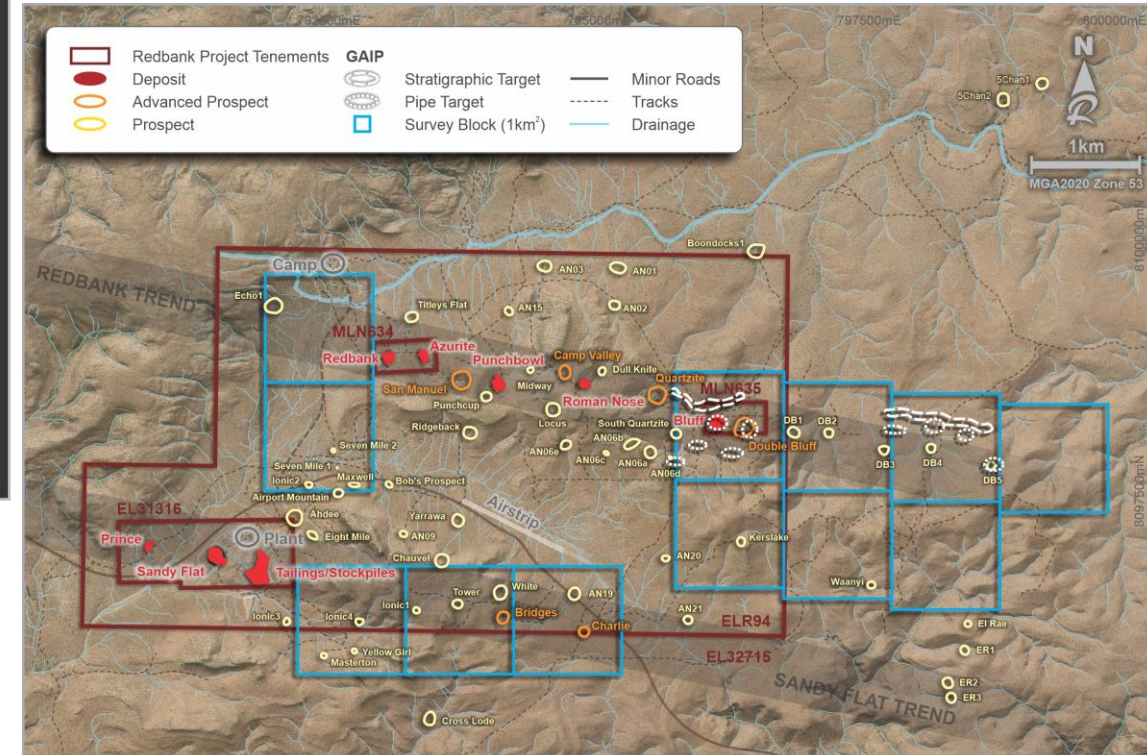 792500mE
795000mE
797500mE
800000mE
Redbank Project Tenements
Deposit
Advanced Prospect
Prospect
GAIP
Stratigraphic Target
Pipe Target
Survey Block (1km²)
Minor Roads
Tracks
Drainage
N
1km
MGA2020 Zone 53
5Chan1
5Chan2
Boondocks1
REDBANK TREND
Camp
AN03
AN01
Echo1
Titleys Flat
AN15
AN02
MLN634
Redbank
Azurite
Punchbowl
Camp Valley
San Manuel
Midway
Dull Knife
Quartzite
MLN635
Roman Nose
Punchcup
Locus
South Quartzite
Bluff
Ridgeback
Double Bluff
DB1
DB2
AN06e
AN06b
AN06c
AN06a
AN06d
DB3
DB4
DB5
Seven Mile 2
Seven Mile 1
Maxwell
Ionic2
Bob's Prospect
Airport Mountain
EL31316
Ahdee
Yarrawa
Airstrip
Prince
Plant
Eight Mile
AN09
Kerslake
Sandy Flat
Tailings/Stockpiles
Chauvel
AN20
Waanyi
Tower
White
AN19
Ionic1
Bridges
Ionic3
Ionic4
Charlie
AN21
ELR94
El Rae
EL32715
Yellow Girl
Masterton
ER1
SANDY FLAT TREND
ER2
ER3
Cross Lode